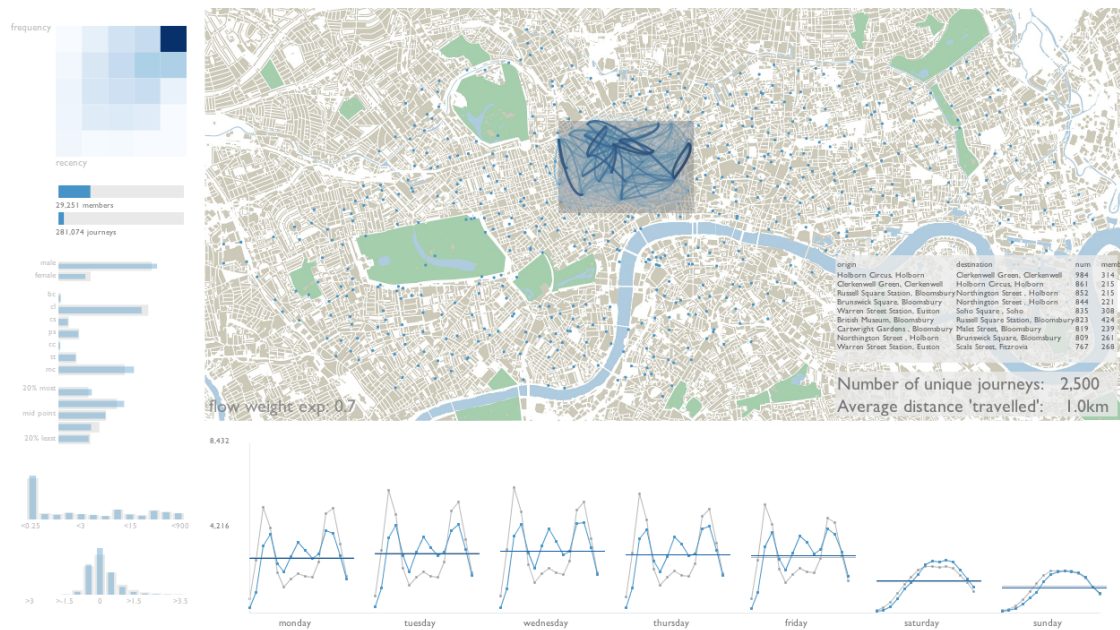 frequency
recency
29,251 members
281,074 journeys
male
female
bc
cl
cs
ps
cc
st
mc
20% most
mid point
20% least
<0.25 <3 <15 <900
>3 >-1.5 0 >1.5 >3.5
flow weight exp: 0.7
origin destination num memb
Holborn Circus, Holborn Clerkenwell Green, Clerkenwell 984 314
Clerkenwell Green, Clerkenwell Holborn Circus, Holborn 861 215
Russell Square Station, Bloomsbury Northington Street , Holborn 852 215
Brunswick Square, Bloomsbury Northington Street , Holborn 844 221
Warren Street Station, Euston Soho Square , Soho 835 308
British Museum, Bloomsbury Russell Square Station, Bloomsbury 823 424
Cartwright Gardens , Bloomsbury Malet Street, Bloomsbury 819 239
Northington Street , Holborn Brunswick Square, Bloomsbury 809 261
Warren Street Station, Euston Scala Street, Fitzrovia 767 268
Number of unique journeys: 2,500
Average distance 'travelled': 1.0km
8,432
4,216
monday tuesday wednesday thursday friday saturday sunday